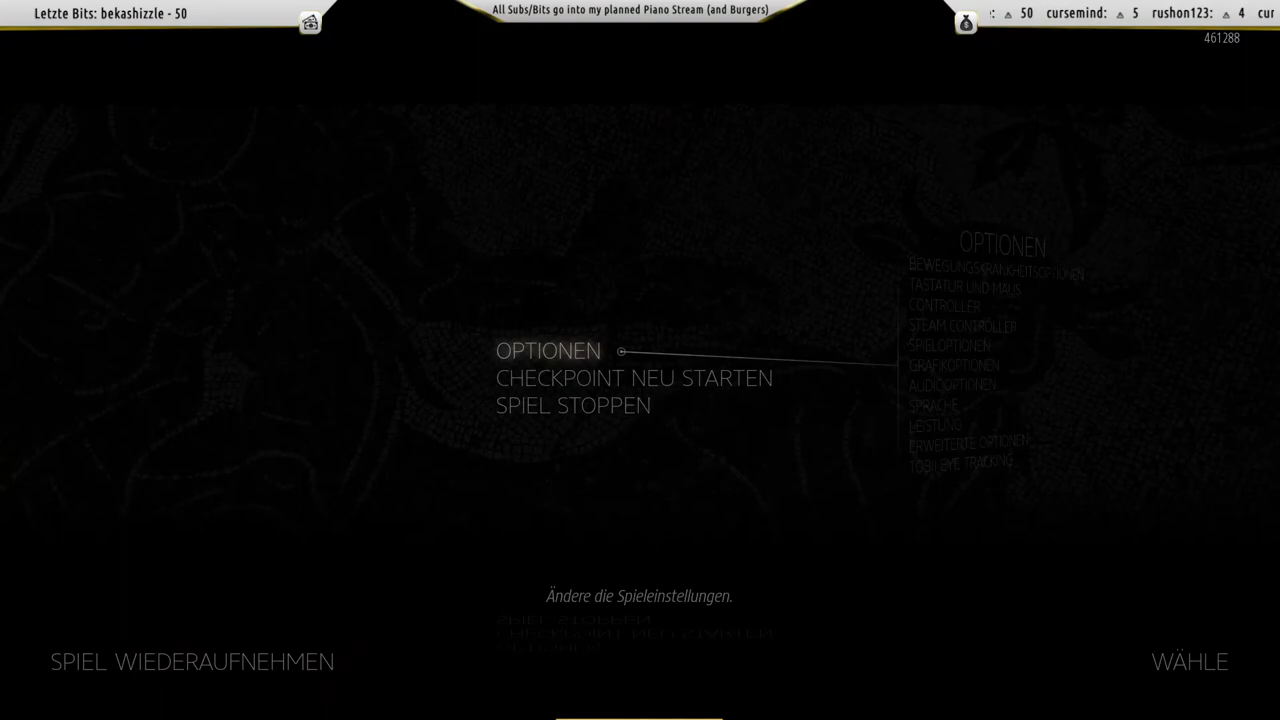 Letzte Bits: bekashizzle - 50
All Subs/Bits go into my planned Piano Stream (and Burgers)
: 50 cursemind: 5 rushon123: 4 cur
461288
OPTIONEN
BEWEGUNGSKRANKHEITSOPTIONEN
TASTATUR UND MAUS
CONTROLLER
STEAM CONTROLLER
SPIELOPTIONEN
GRAFIKOPTIONEN
AUDIOOPTIONEN
SPRACHE
LEISTUNG
ERWEITERTE OPTIONEN
TOBII EYE TRACKING
OPTIONEN
CHECKPOINT NEU STARTEN
SPIEL STOPPEN
Ändere die Spieleinstellungen.
SPIEL WIEDERAUFNEHMEN
WÄHLE